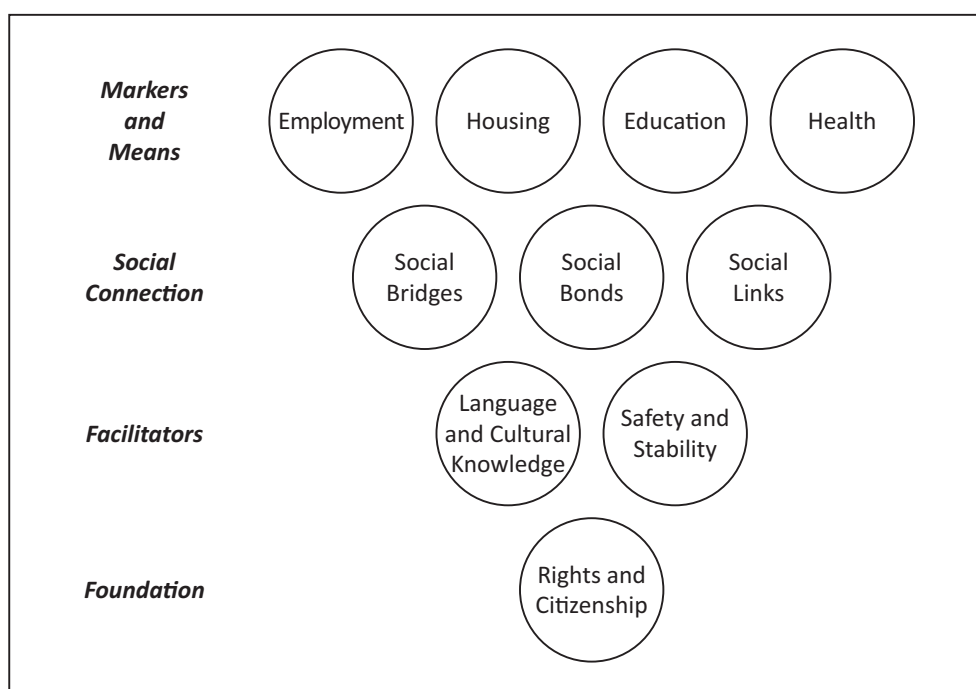 Markers
and
Means
Employment
Housing
Education
Health
Social
Connection
Social
Bridges
Social
Bonds
Social
Links
Facilitators
Language
and Cultural
Knowledge
Safety and
Stability
Foundation
Rights and
Citizenship